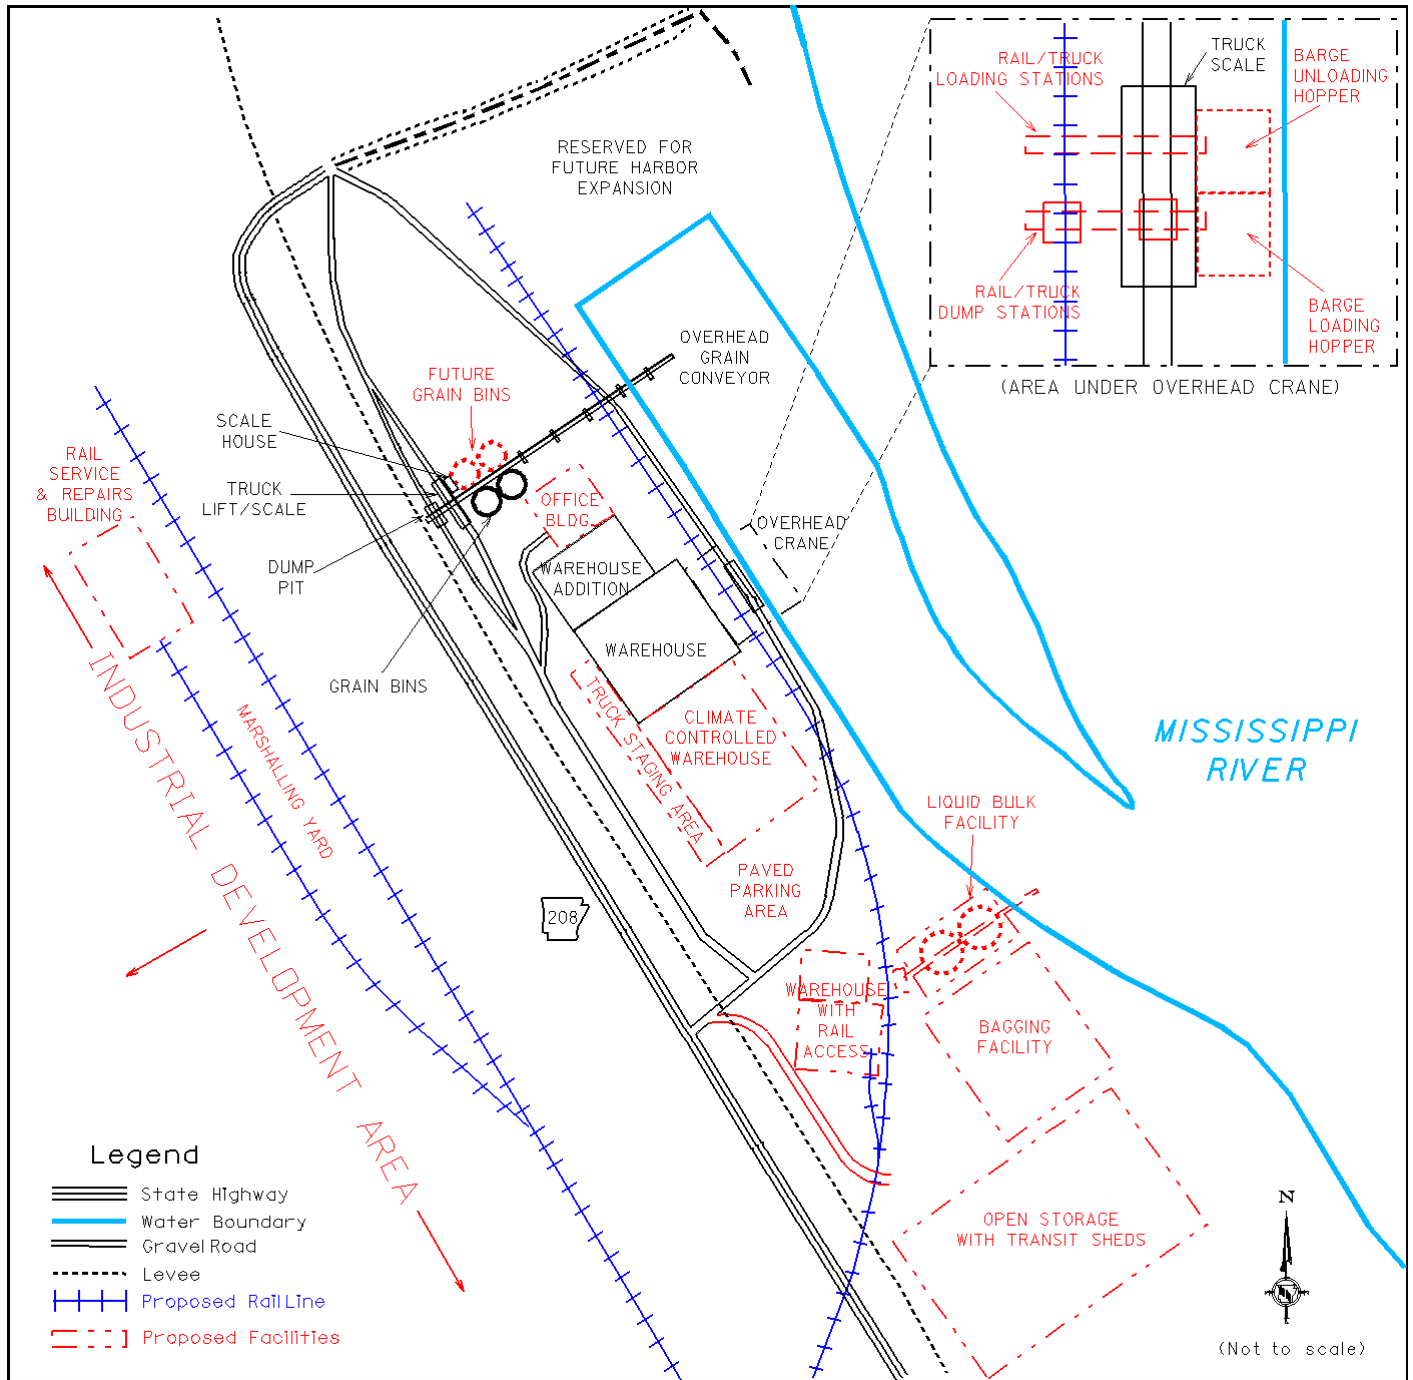 RAIL/TRUCK
LOADING STATIONS
TRUCK
SCALE
BARGE
UNLOADING
HOPPER
RAIL/TRUCK
DUMP STATIONS
BARGE
LOADING
HOPPER
(AREA UNDER OVERHEAD CRANE)
RESERVED FOR
FUTURE HARBOR
EXPANSION
OVERHEAD
GRAIN
CONVEYOR
FUTURE
GRAIN BINS
SCALE
HOUSE
RAIL
SERVICE
& REPAIRS
BUILDING
TRUCK
LIFT/SCALE
OFFICE
BLDG.
OVERHEAD
CRANE
DUMP
PIT
WAREHOUSE
ADDITION
WAREHOUSE
GRAIN BINS
INDUSTRIAL DEVELOPMENT AREA
MARSHALLING YARD
TRUCK STAGING AREA
CLIMATE
CONTROLLED
WAREHOUSE
MISSISSIPPI
RIVER
LIQUID BULK
FACILITY
PAVED
PARKING
AREA
208
WAREHOUSE
WITH
RAIL
ACCESS
BAGGING
FACILITY
OPEN STORAGE
WITH TRANSIT SHEDS
Legend
State Highway
Water Boundary
Gravel Road
Levee
Proposed Rail Line
Proposed Facilities
N
(Not to scale)